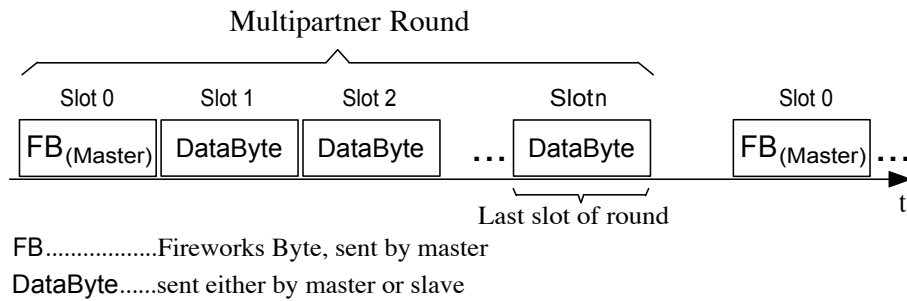 Multipartner Round
Slot 0 Slot 1 Slot 2 Slotn Slot 0
FB(Master) DataByte DataByte ... DataByte FB(Master) ...
t
Last slot of round
FB..................Fireworks Byte, sent by master
DataByte......sent either by master or slave